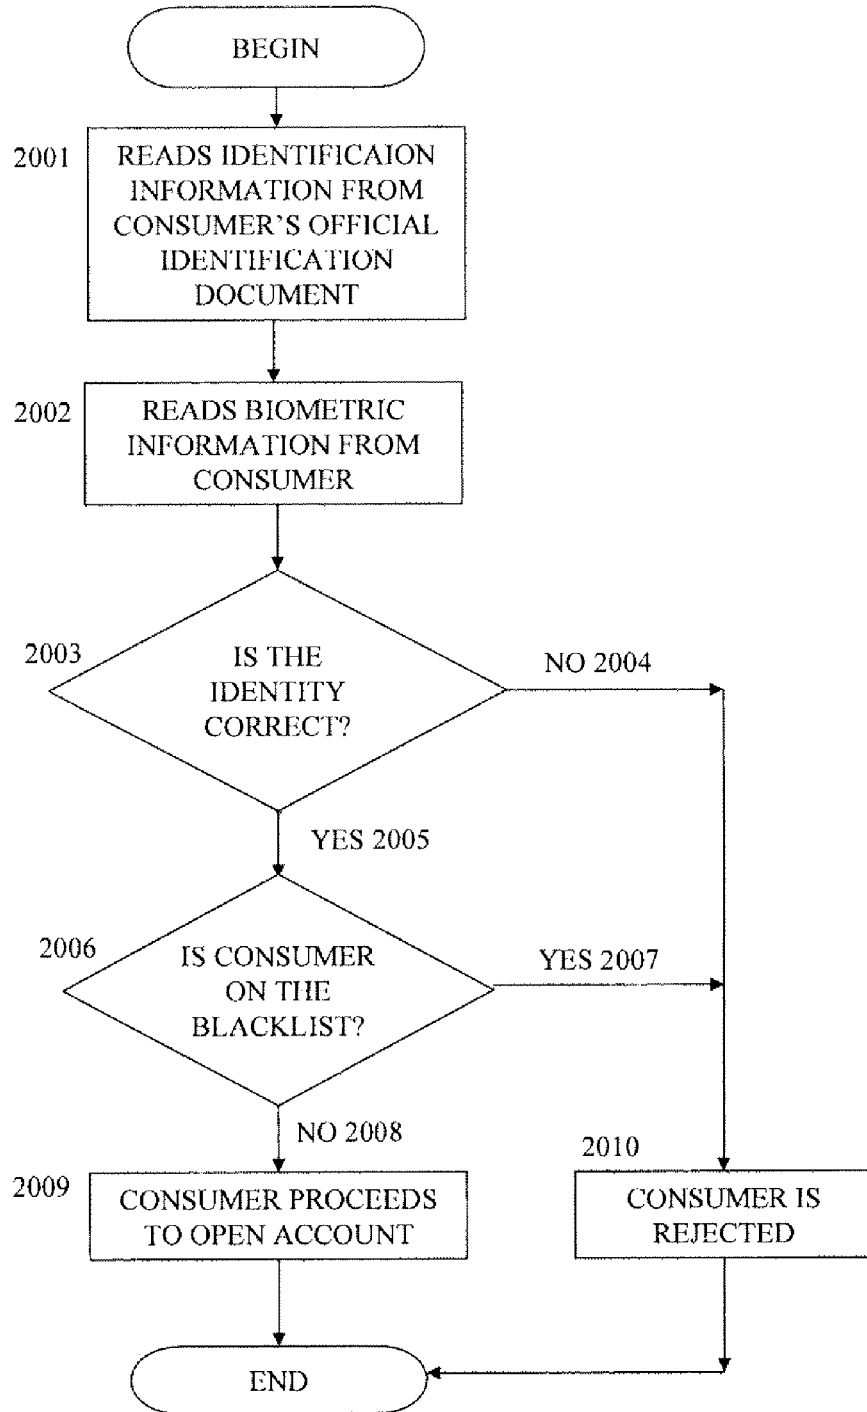 BEGIN
2001
READS IDENTIFICAION
INFORMATION FROM
CONSUMER'S OFFICIAL
IDENTIFICATION
DOCUMENT
2002
READS BIOMETRIC
INFORMATION FROM
CONSUMER
2003
IS THE
IDENTITY
CORRECT?
NO 2004
YES 2005
2006
IS CONSUMER
ON THE
BLACKLIST?
YES 2007
NO 2008
2009
CONSUMER PROCEEDS
TO OPEN ACCOUNT
2010
CONSUMER IS
REJECTED
END